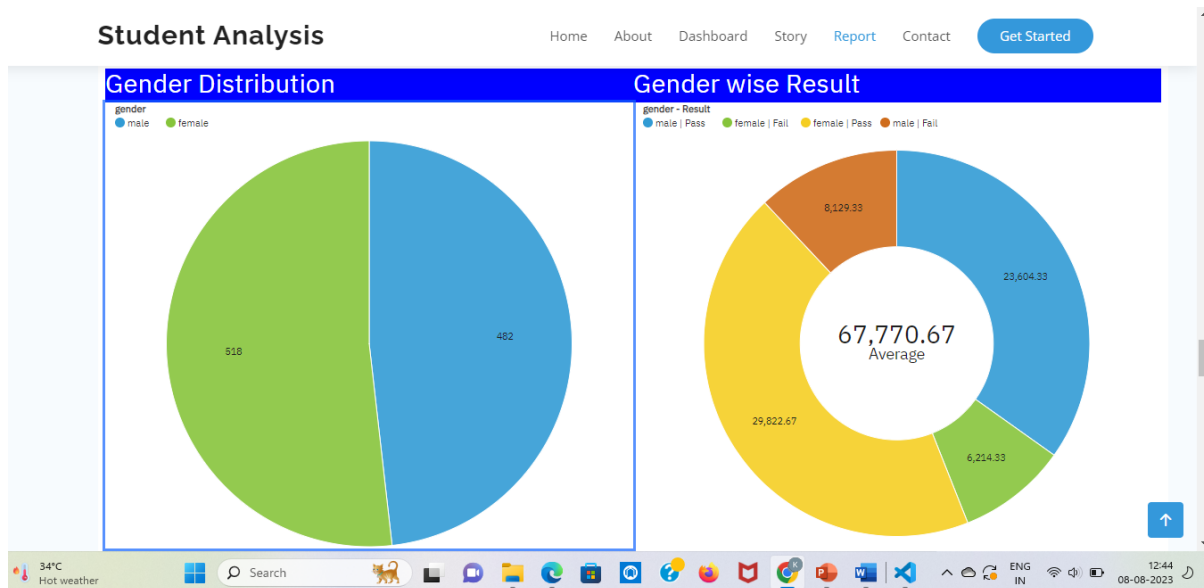 Student Analysis
Home About Dashboard Story Report Contact Get Started
Gender Distribution
gender
male female
518
482
Gender wise Result
gender - Result
male | Pass female | Fail female | Pass male | Fail
8,129.33
23,604.33
67,770.67
Average
29,822.67
6,214.33
34°C
Hot weather
Search
ENG
IN
12:44
08-08-2023